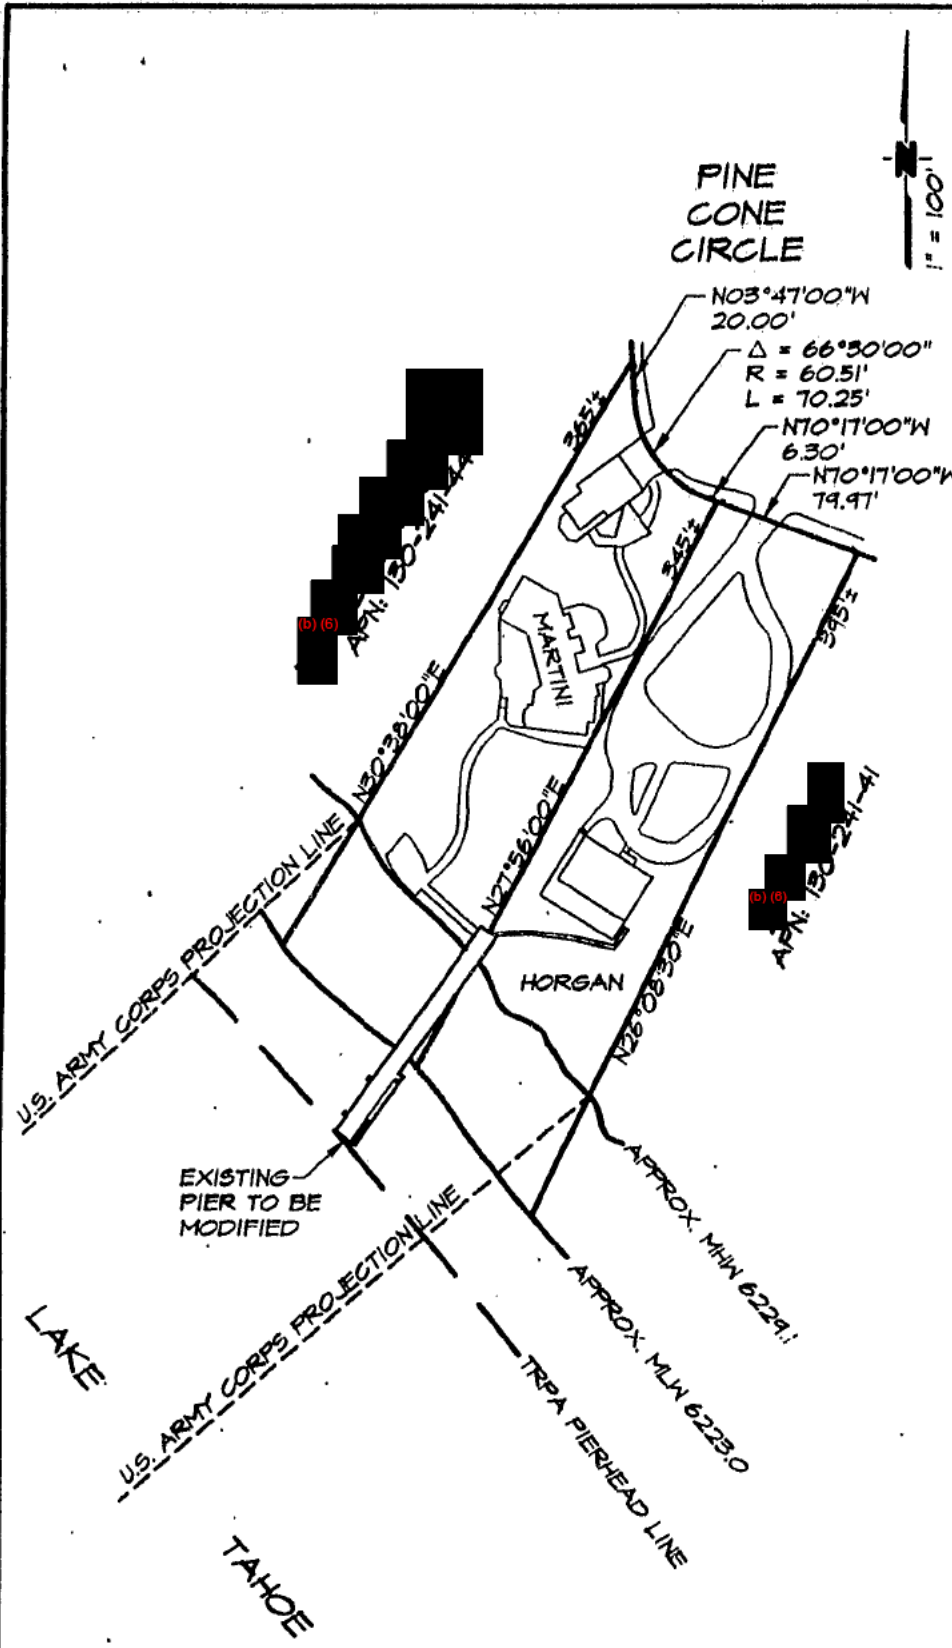 N
1" = 100'
PINE
CONE
CIRCLE
N03°47'00"W
20.00'
Δ = 66°30'00"
R = 60.51'
L = 70.25'
N70°17'00"W
6.30'
N70°17'00"W
79.97'
365'±
345'±
395'±
(b) (6)
APN: 130-241-44
MARTINI
N30°38'00"E
N27°56'00"E
(b) (6)
APN: 130-241-41
HORGAN
N26°08'30"E
U.S. ARMY CORPS PROJECTION LINE
EXISTING
PIER TO BE
MODIFIED
U.S. ARMY CORPS PROJECTION LINE
APPROX. MHW 6229.1
APPROX. MLW 6223.0
TRPA PIERHEAD LINE
LAKE
TAHOE